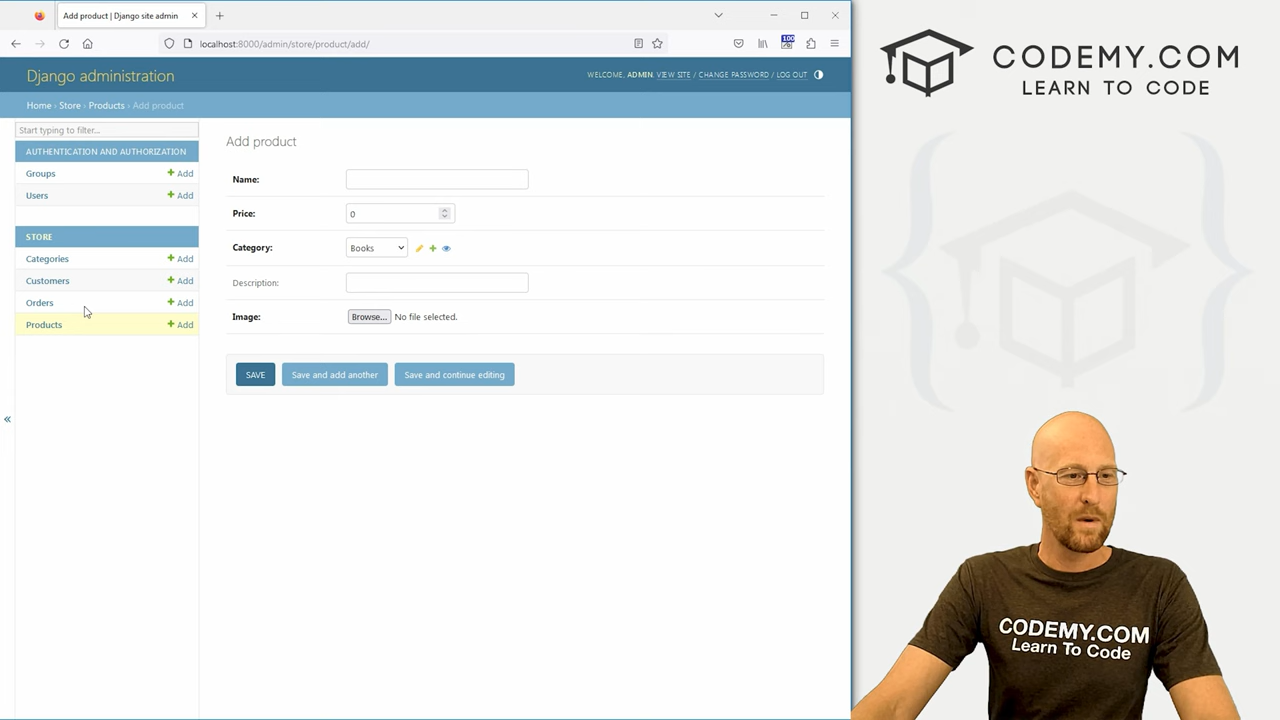 Add product | Django site admin
localhost:8000/admin/store/product/add/
100
Django administration
WELCOME, ADMIN. VIEW SITE / CHANGE PASSWORD / LOG OUT
Home › Store › Products › Add product
Start typing to filter...
AUTHENTICATION AND AUTHORIZATION
Groups + Add
Users + Add
STORE
Categories + Add
Customers + Add
Orders + Add
Products + Add
«
Add product
Name:
Price: 0
Category: Books
Description:
Image: Browse... No file selected.
SAVE Save and add another Save and continue editing
CODEMY.COM
LEARN TO CODE
CODEMY.COM
Learn To Code